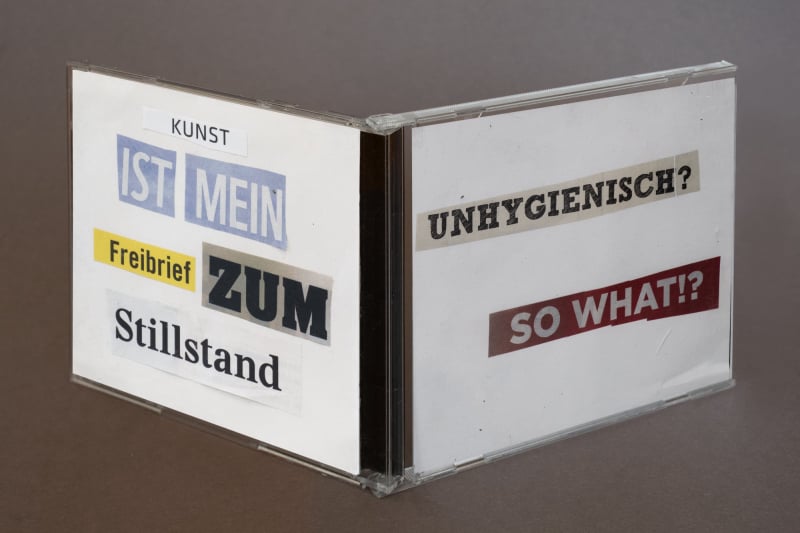 KUNST
IST MEIN
Freibrief ZUM
Stillstand
UNHYGIENISCH?
SO WHAT!?